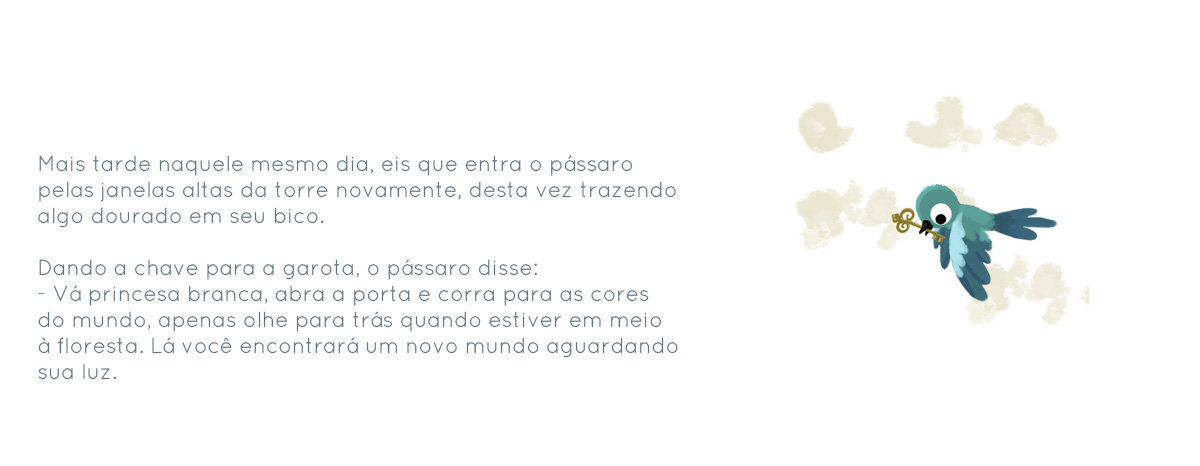 Mais tarde naquele mesmo dia, eis que entra o pássaro
pelas janelas altas da torre novamente, desta vez trazendo
algo dourado em seu bico.
Dando a chave para a garota, o pássaro disse:
- Vá princesa branca, abra a porta e corra para as cores
do mundo, apenas olhe para trás quando estiver em meio
à floresta. Lá você encontrará um novo mundo aguardando
sua luz.